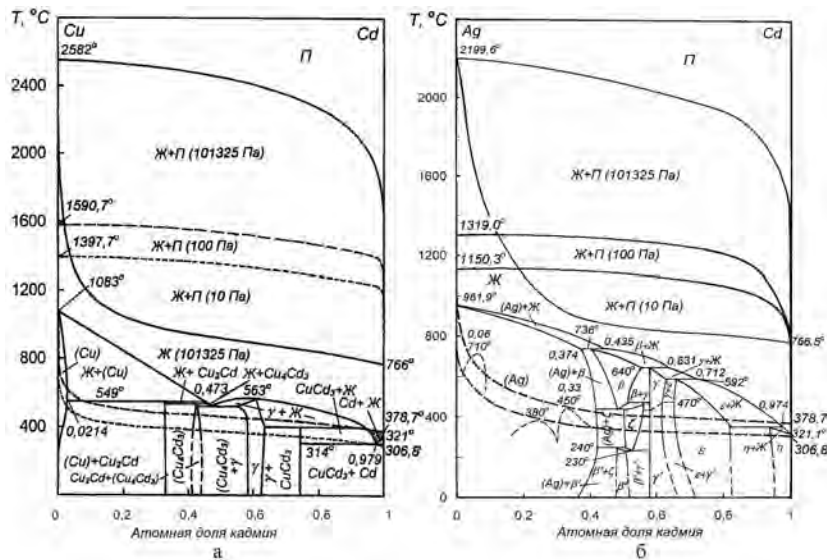 T, °C
Cu
Cd
2582°
П
2400
Ж+П (101325 Па)
2000
1590,7°
1600
Ж+П (100 Па)
1397,7°
1083°
Ж+П (10 Па)
1200
Ж (101325 Па)
766°
800
(Cu)
Ж+ Cu₂Cd
Ж+Cu₄Cd₃
Ж+(Cu)
549°
0,473
563°
CuCd₃+Ж
Cd+ Ж
γ + Ж
378,7°
400
321°
0,0214
306,8°
314°
0,979
(Cu)+Cu₂Cd
Cu₂Cd+(Cu₄Cd₃)
(Cu₄Cd₃)
(Cu₄Cd₃)
+γ
γ
γ+
CuCd₃
CuCd₃ + Cd
0 0,2 0,4 0,6 0,8 1
Атомная доля кадмия
а
T, °C
Ag
Cd
2199,6°
П
2000
Ж+П (101325 Па)
1600
1319,0°
Ж+П (100 Па)
1200
1150,3°
Ж
Ж+П (10 Па)
961,9°
(Ag)+Ж
800
736°
0,435
β+Ж
766,5°
0,06
710°
0,374
0,631
γ+Ж
0,712
(Ag)+β
640°
β
592°
(Ag)
0,33
450°
β+γ
γ
470°
ε+Ж
0,974
390°
400
378,7°
321,1°
306,8°
(Ag)+ζ
ζ
240°
230°
η+Ж
η
(Ag)+β'
β'+ζ
β'
β'+γ'
γ'
ε+γ'
ε
0 0,2 0,4 0,6 0,8 1
Атомная доля кадмия
б